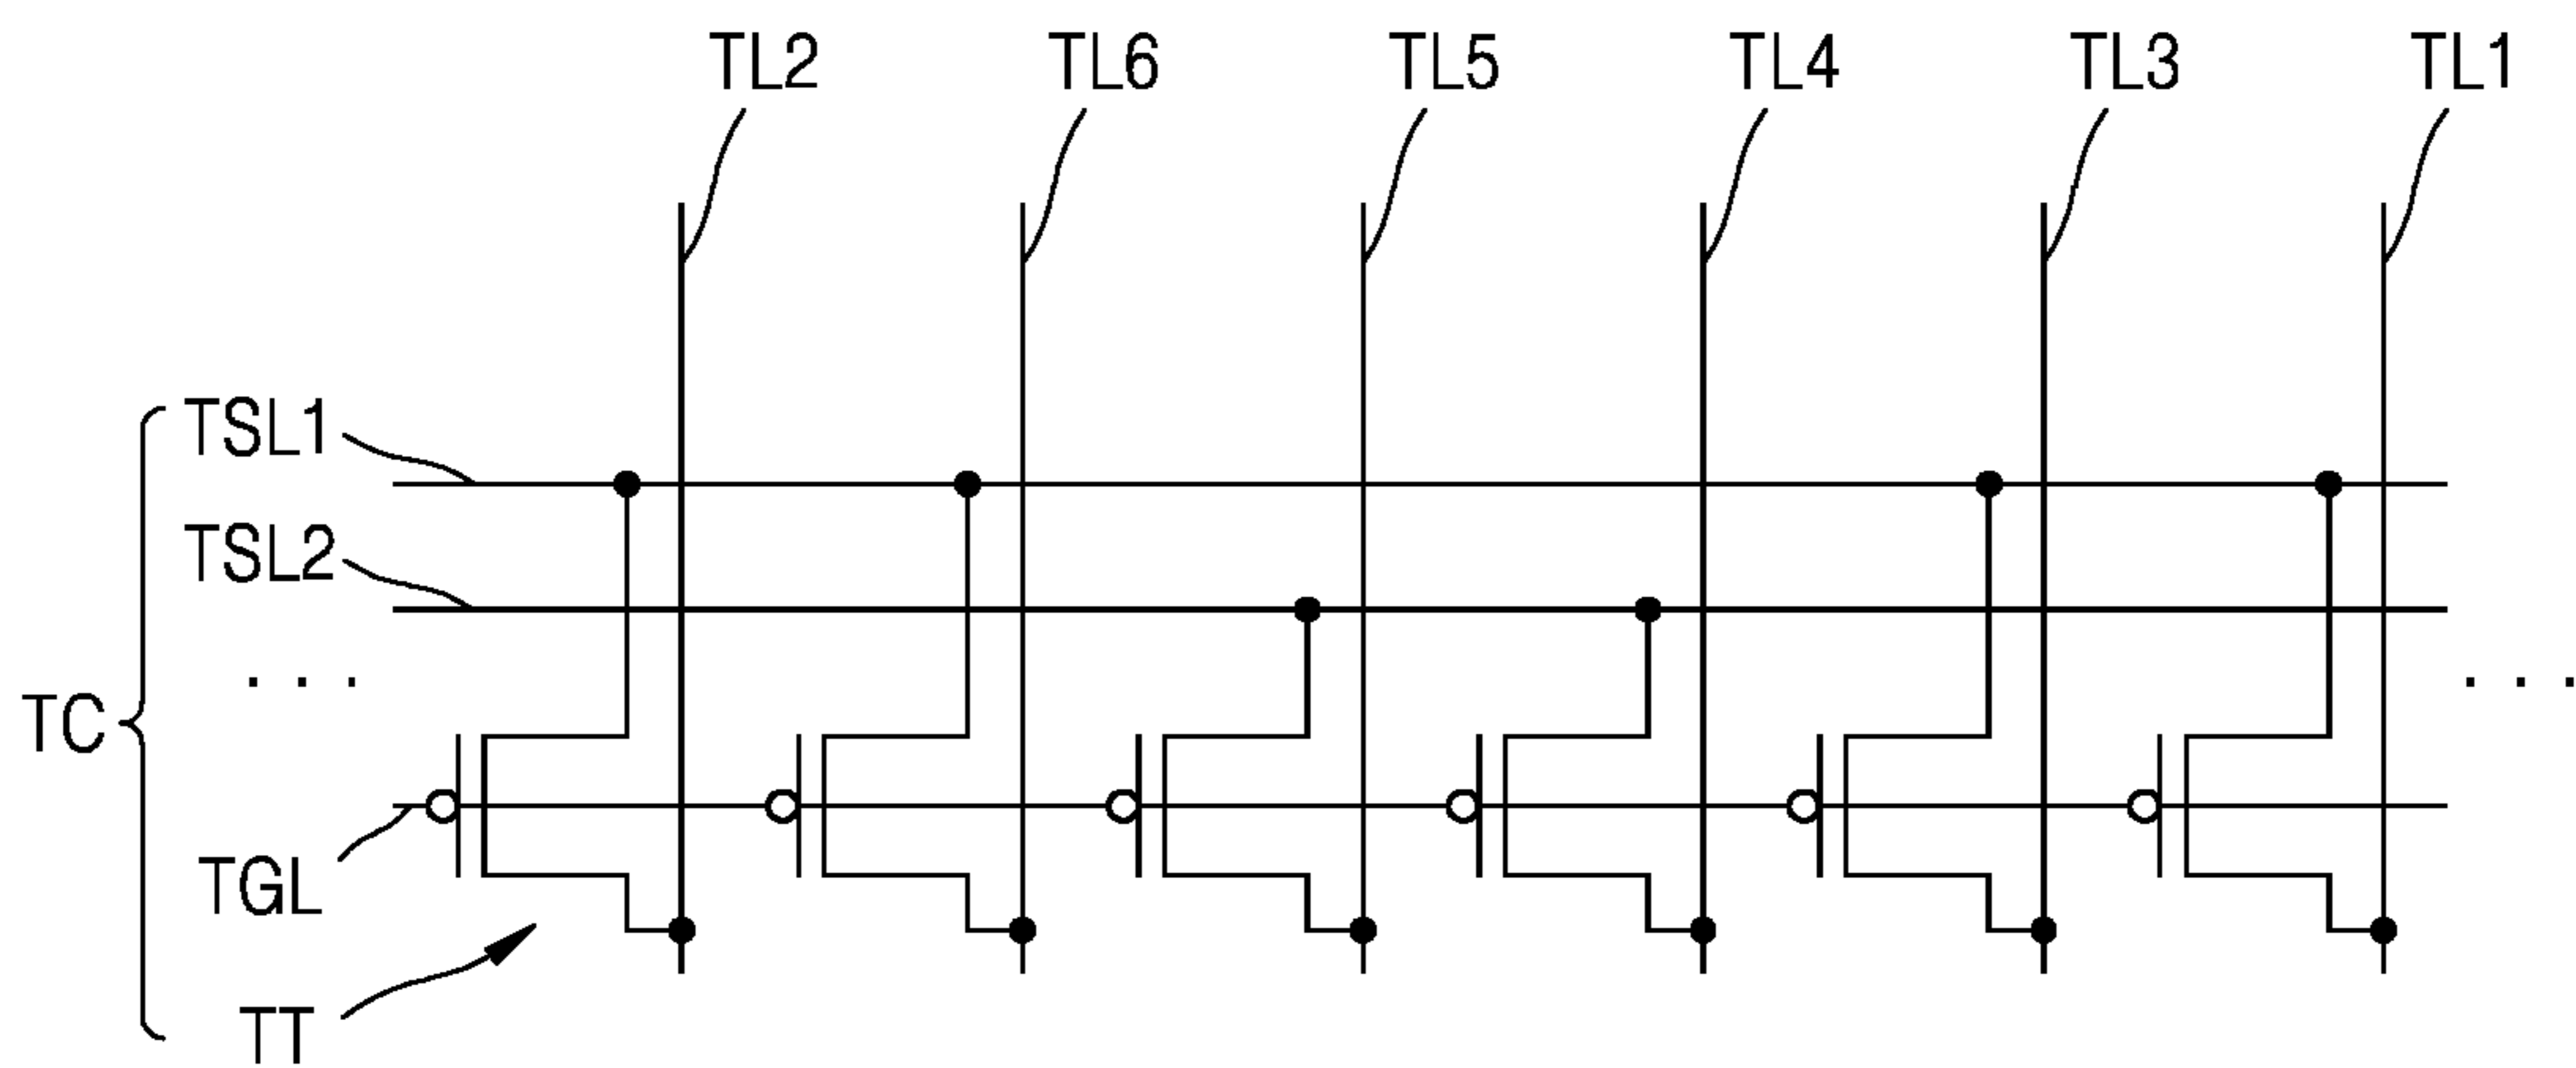 TL2 TL6 TL5 TL4 TL3 TL1
TSL1
TSL2
. . . . . .
TC
TGL
TT